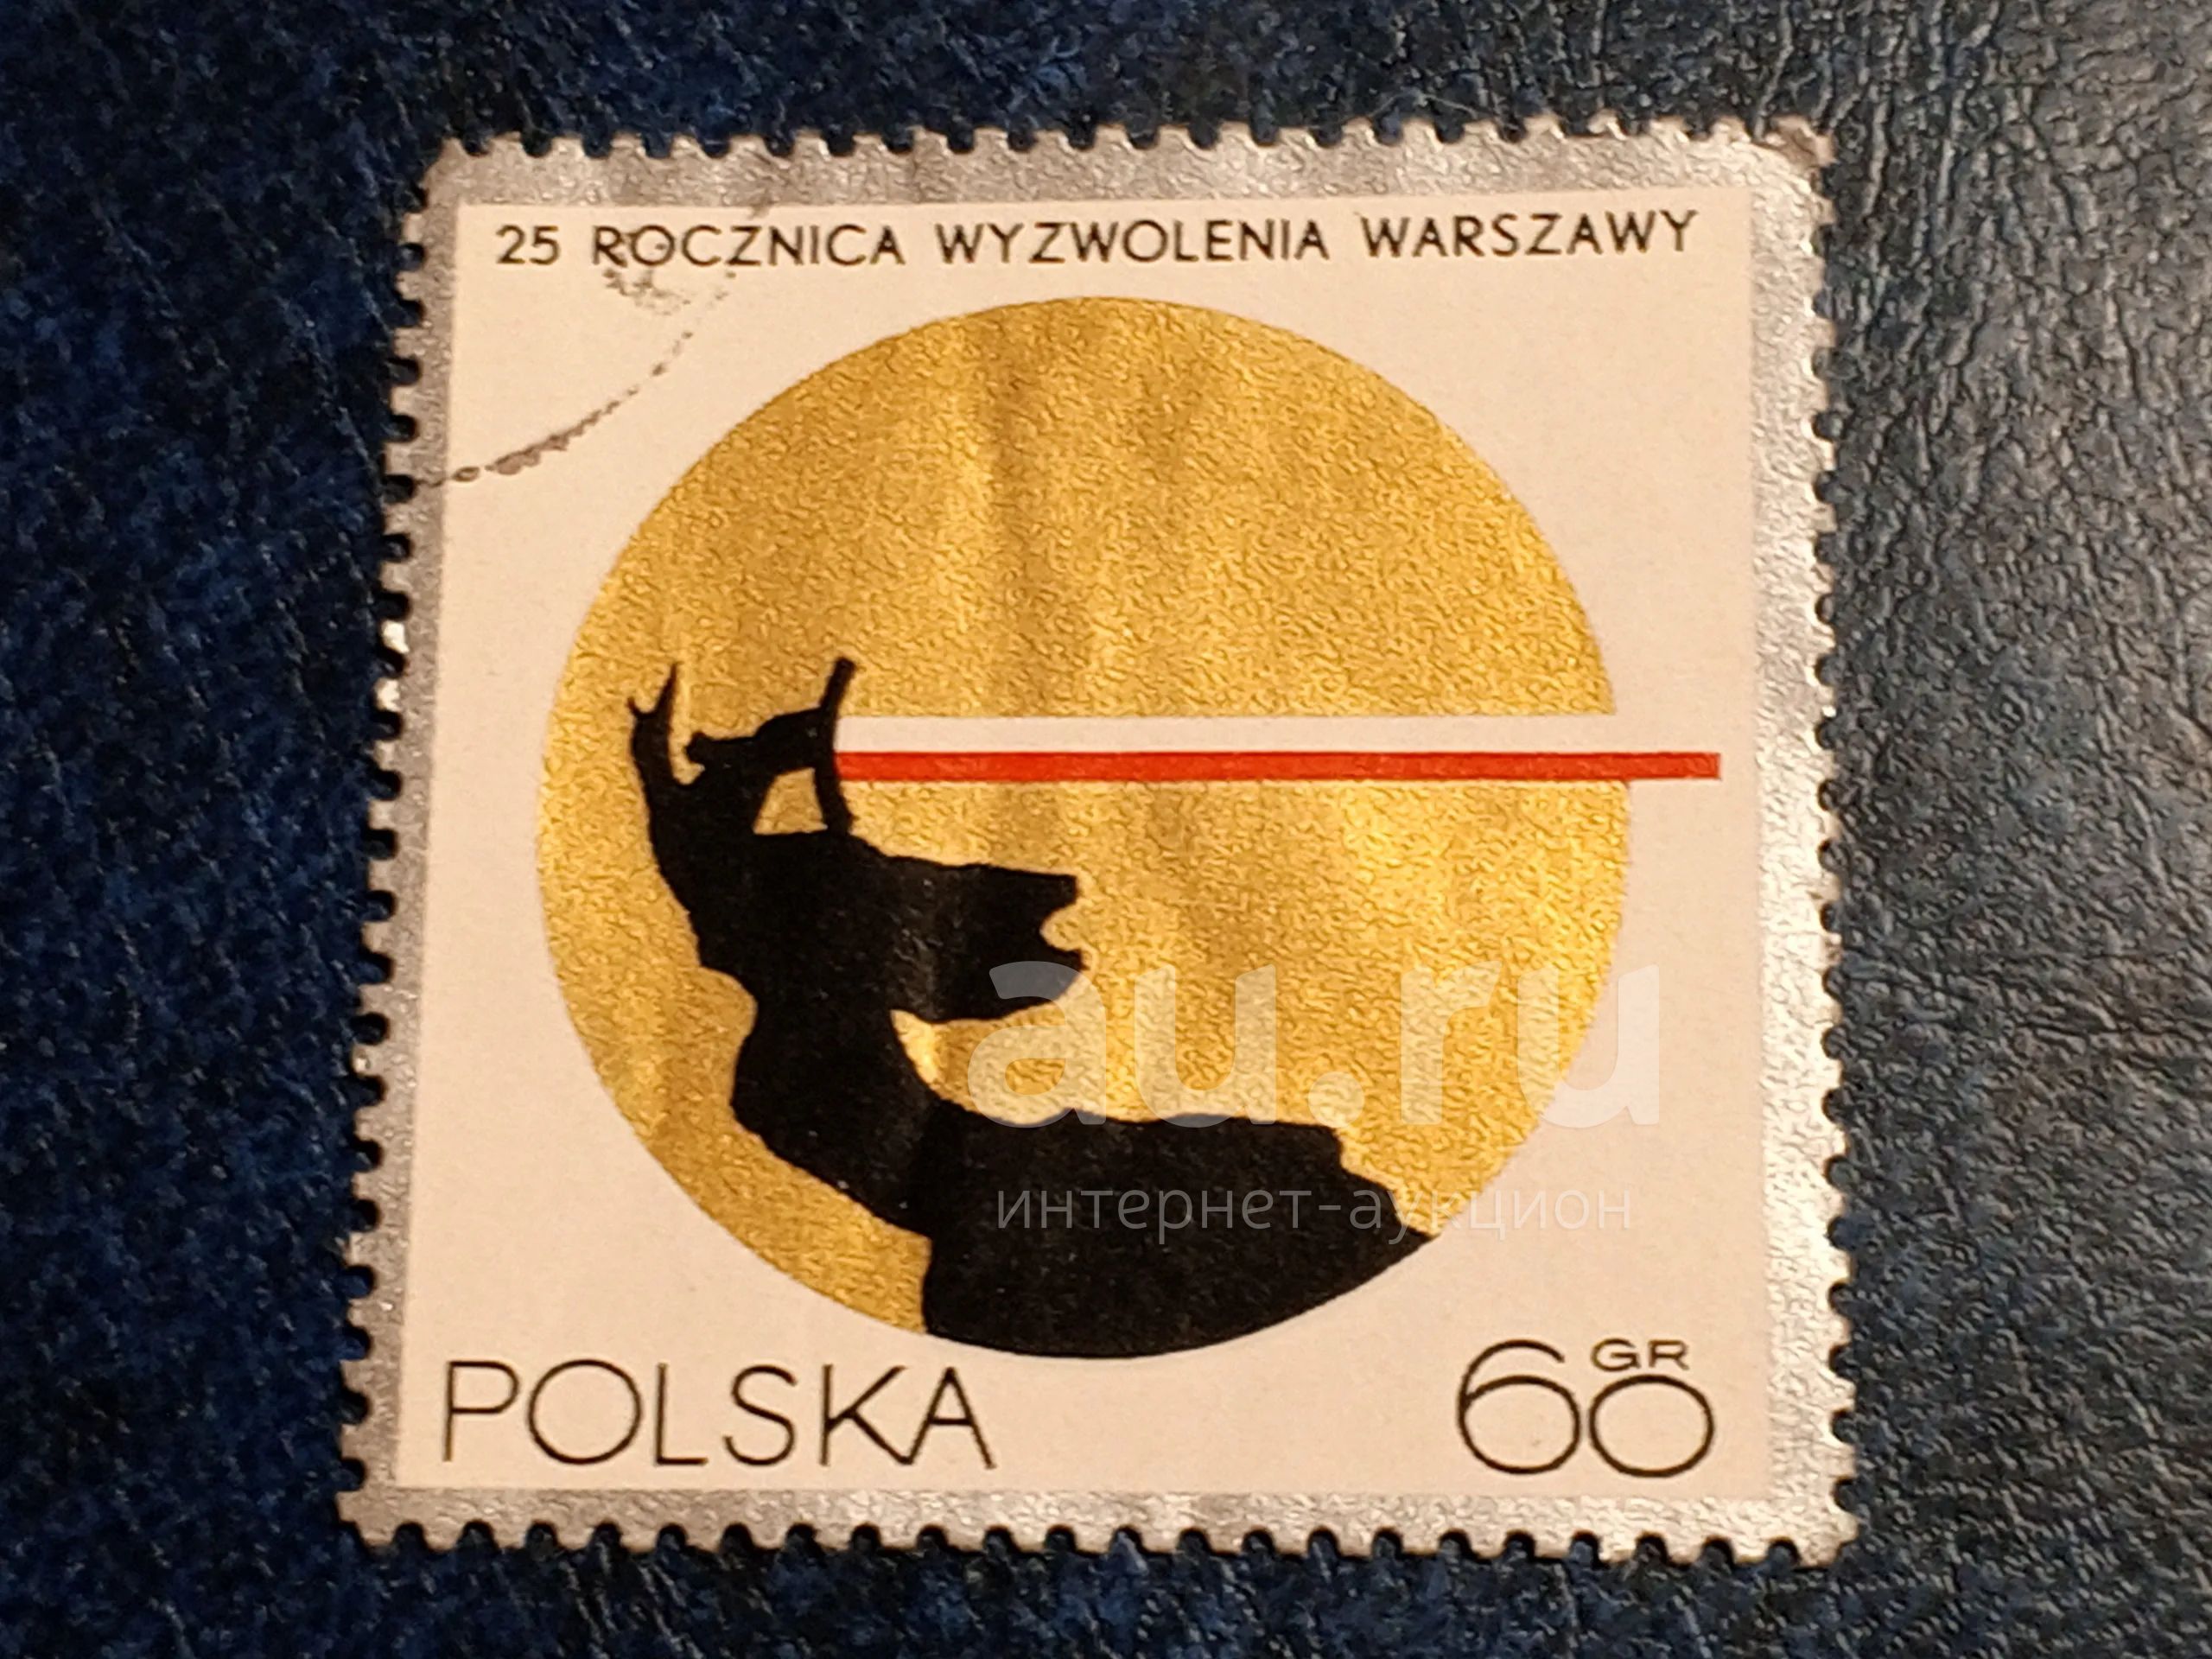 25 ROCZNICA WYZWOLENIA WARSZAWY
au.ru
интернет-аукцион
POLSKA
60 GR